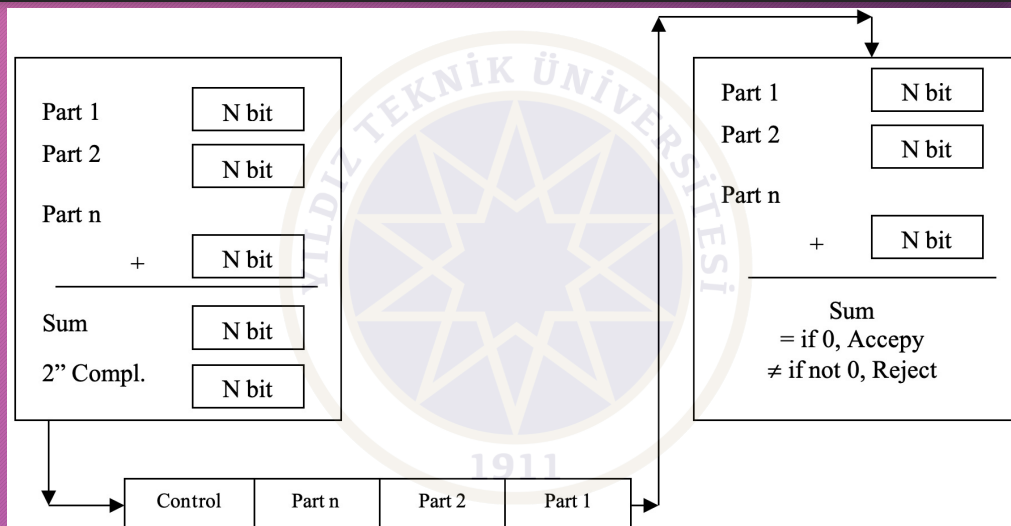 YILDIZ TEKNİK ÜNİVERSİTESİ
1911
Part 1 N bit
Part 2 N bit
Part n
+ N bit
Sum N bit
2” Compl. N bit
Control Part n Part 2 Part 1
Part 1 N bit
Part 2 N bit
Part n
+ N bit
Sum
= if 0, Accepy
≠ if not 0, Reject